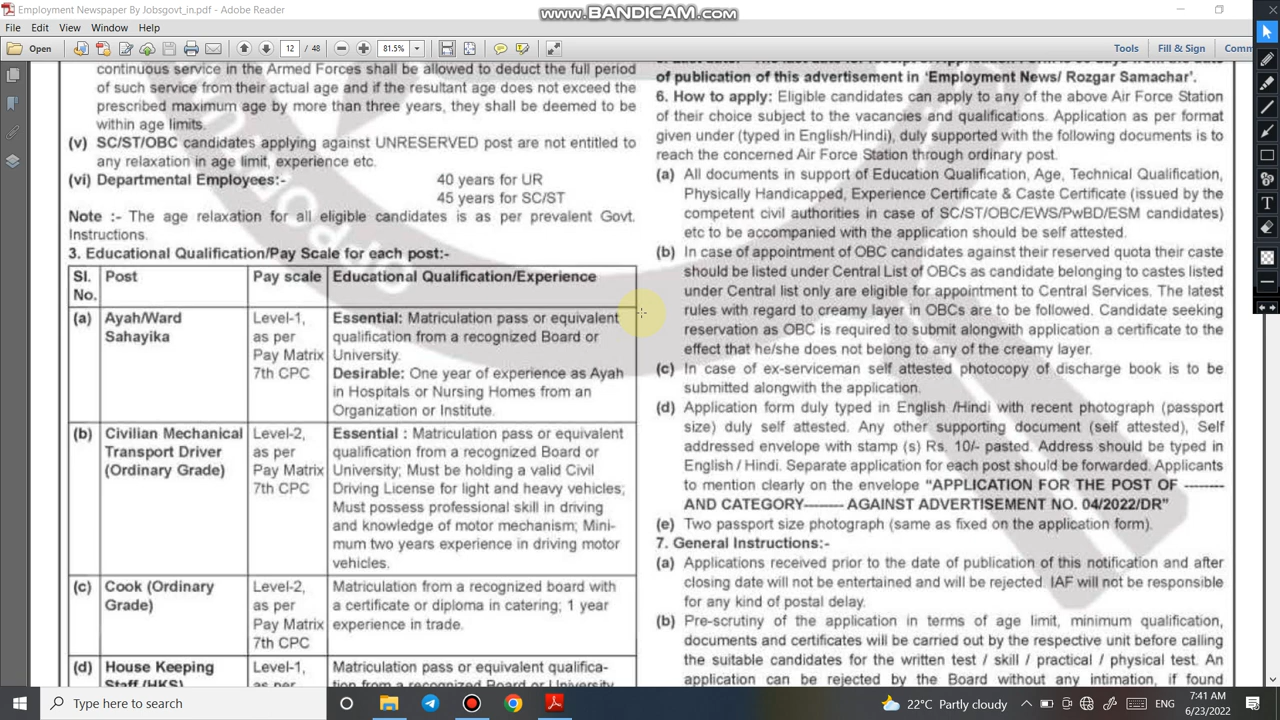 Employment Newspaper By Jobsgovt_in.pdf - Adobe Reader
www.BANDICAM.com
File Edit View Window Help
Open 12 / 48 81.5% Tools Fill & Sign Comm
continuous service in the Armed Forces shall be allowed to deduct the full period
of such service from their actual age and if the resultant age does not exceed the
prescribed maximum age by more than three years, they shall be deemed to be
within age limits.
(v) SC/ST/OBC candidates applying against UNRESERVED post are not entitled to
any relaxation in age limit, experience etc.
(vi) Departmental Employees:- 40 years for UR
45 years for SC/ST
Note :- The age relaxation for all eligible candidates is as per prevalent Govt.
Instructions.
3. Educational Qualification/Pay Scale for each post:-
Sl. No. Post Pay scale Educational Qualification/Experience
(a) Ayah/Ward Level-1, Essential: Matriculation pass or equivalent
Sahayika as per qualification from a recognized Board or
Pay Matrix University.
7th CPC Desirable: One year of experience as Ayah
in Hospitals or Nursing Homes from an
Organization or Institute.
(b) Civilian Mechanical Level-2, Essential : Matriculation pass or equivalent
Transport Driver as per qualification from a recognized Board or
(Ordinary Grade) Pay Matrix University; Must be holding a valid Civil
7th CPC Driving License for light and heavy vehicles;
Must possess professional skill in driving
and knowledge of motor mechanism; Mini-
mum two years experience in driving motor
vehicles.
(c) Cook (Ordinary Level-2, Matriculation from a recognized board with
Grade) as per a certificate or diploma in catering; 1 year
Pay Matrix experience in trade.
7th CPC
(d) House Keeping Level-1, Matriculation pass or equivalent qualifica-
Staff (HKS) as per tion from a recognized Board or University
of publication of this advertisement in ‘Employment News/ Rozgar Samachar’.
6. How to apply: Eligible candidates can apply to any of the above Air Force Station
of their choice subject to the vacancies and qualifications. Application as per format
given under (typed in English/Hindi), duly supported with the following documents is to
reach the concerned Air Force Station through ordinary post.
(a) All documents in support of Education Qualification, Age, Technical Qualification,
Physically Handicapped, Experience Certificate & Caste Certificate (issued by the
competent civil authorities in case of SC/ST/OBC/EWS/PwBD/ESM candidates)
etc to be accompanied with the application should be self attested.
(b) In case of appointment of OBC candidates against their reserved quota their caste
should be listed under Central List of OBCs as candidate belonging to castes listed
under Central list only are eligible for appointment to Central Services. The latest
rules with regard to creamy layer in OBCs are to be followed. Candidate seeking
reservation as OBC is required to submit alongwith application a certificate to the
effect that he/she does not belong to any of the creamy layer.
(c) In case of ex-serviceman self attested photocopy of discharge book is to be
submitted alongwith the application.
(d) Application form duly typed in English /Hindi with recent photograph (passport
size) duly self attested. Any other supporting document (self attested), Self
addressed envelope with stamp (s) Rs. 10/- pasted. Address should be typed in
English / Hindi. Separate application for each post should be forwarded. Applicants
to mention clearly on the envelope “APPLICATION FOR THE POST OF --------
AND CATEGORY-------- AGAINST ADVERTISEMENT NO. 04/2022/DR”
(e) Two passport size photograph (same as fixed on the application form).
7. General Instructions:-
(a) Applications received prior to the date of publication of this notification and after
closing date will not be entertained and will be rejected. IAF will not be responsible
for any kind of postal delay.
(b) Pre-scrutiny of the application in terms of age limit, minimum qualification,
documents and certificates will be carried out by the respective unit before calling
the suitable candidates for the written test / skill / practical / physical test. An
application can be rejected by the Board without any intimation, if found
Type here to search 22°C Partly cloudy ENG 7:41 AM
6/23/2022